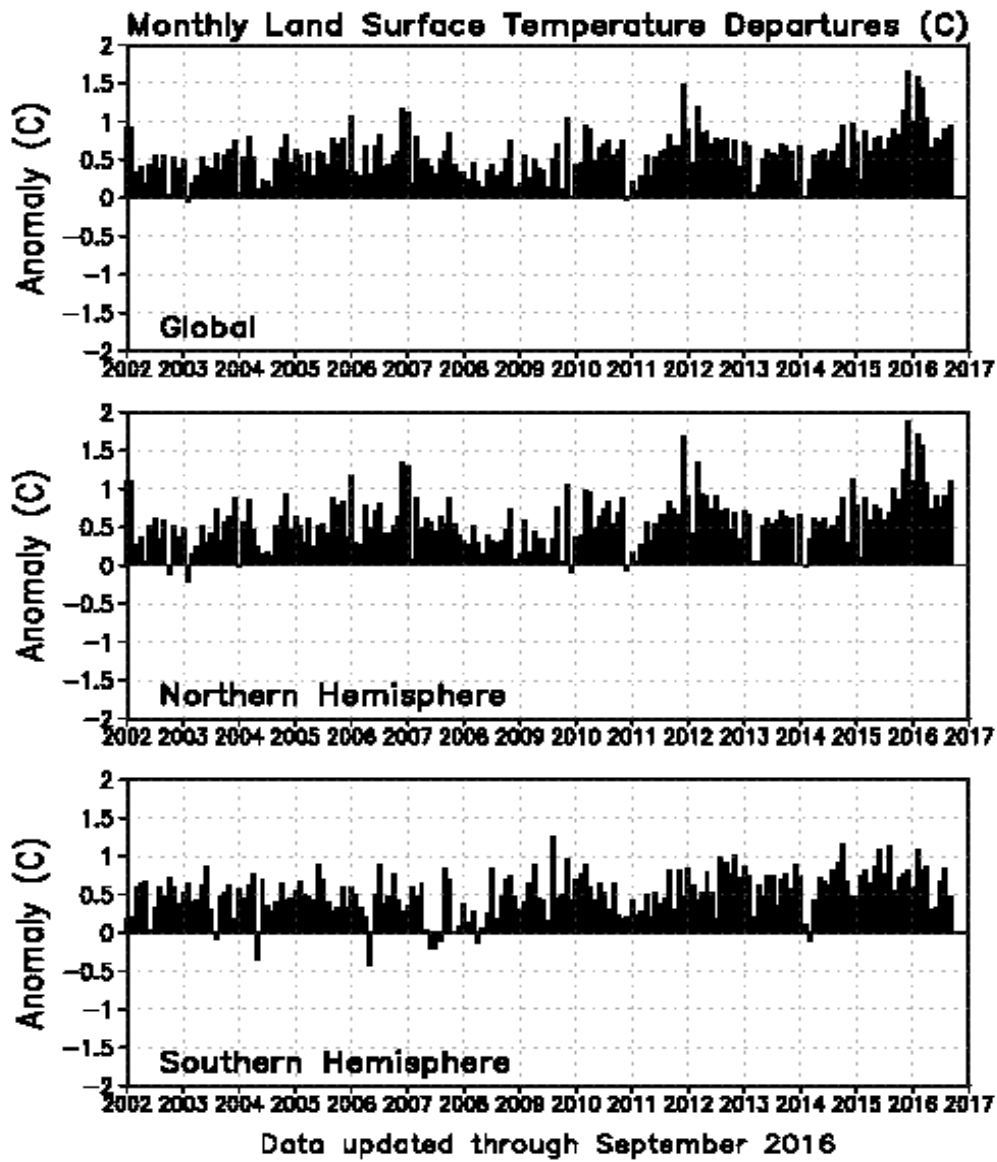 Monthly Land Surface Temperature Departures (C)
Anomaly (C)
2
1.5
1
0.5
0
−0.5
−1
−1.5
−2
Global
2002 2003 2004 2005 2006 2007 2008 2009 2010 2011 2012 2013 2014 2015 2016 2017
Anomaly (C)
2
1.5
1
0.5
0
−0.5
−1
−1.5
−2
Northern Hemisphere
2002 2003 2004 2005 2006 2007 2008 2009 2010 2011 2012 2013 2014 2015 2016 2017
Anomaly (C)
2
1.5
1
0.5
0
−0.5
−1
−1.5
−2
Southern Hemisphere
2002 2003 2004 2005 2006 2007 2008 2009 2010 2011 2012 2013 2014 2015 2016 2017
Data updated through September 2016